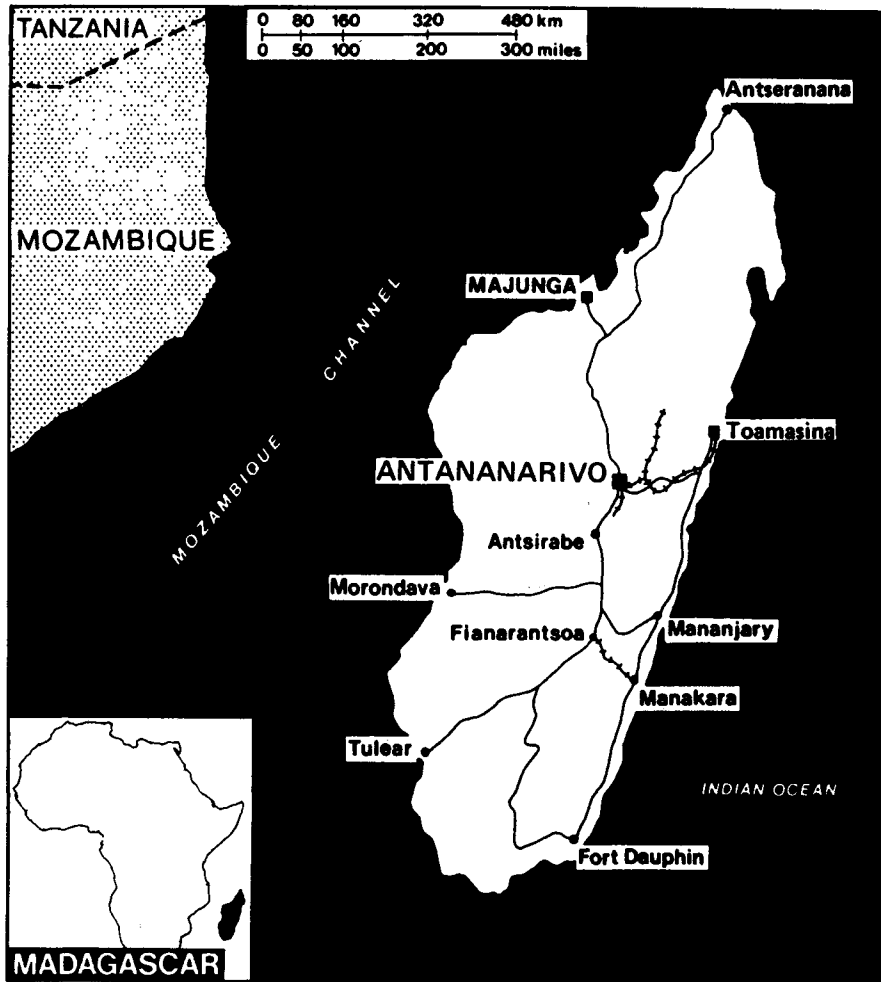 TANZANIA
0 80 160 320 480 km
0 50 100 200 300 miles
Antseranana
MOZAMBIQUE
MAJUNGA
MOZAMBIQUE CHANNEL
Toamasina
ANTANANARIVO
Antsirabe
Morondava
Fianarantsoa
Mananjary
Manakara
Tulear
INDIAN OCEAN
Fort Dauphin
MADAGASCAR